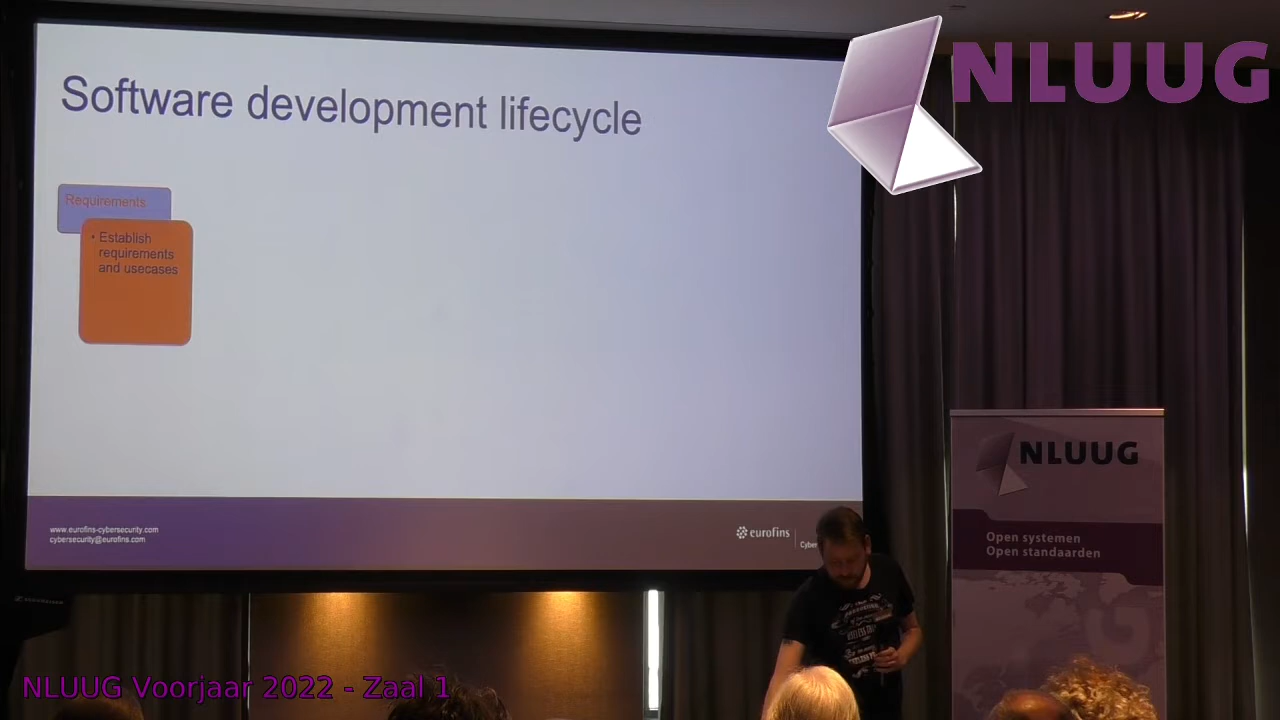 Software development lifecycle
Requirements
• Establish
requirements
and usecases
www.eurofins-cybersecurity.com
cybersecurity@eurofins.com
eurofins
NLUUG
NLUUG
Open systemen
Open standaarden
NLUUG Voorjaar 2022 - Zaal 1